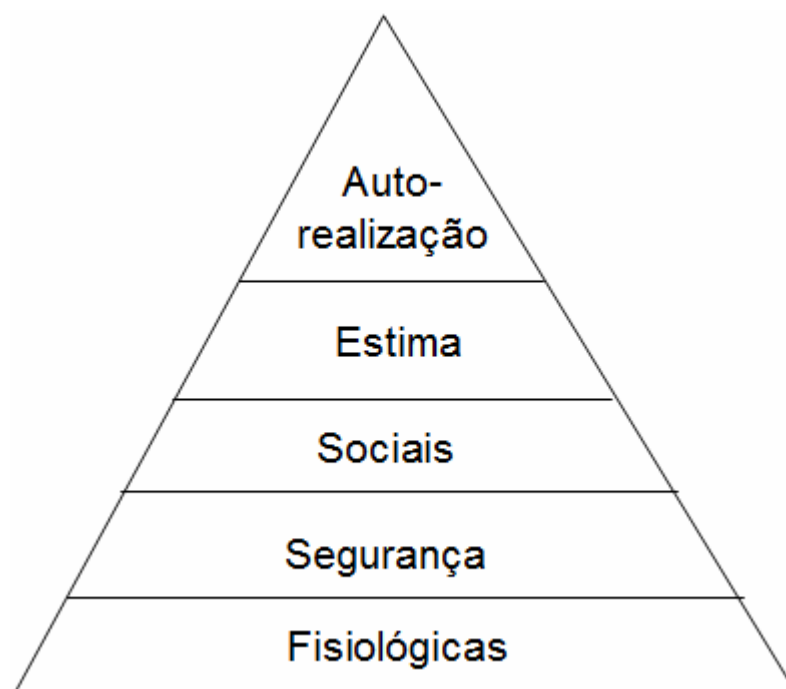 Auto-
realização
Estima
Sociais
Segurança
Fisiológicas